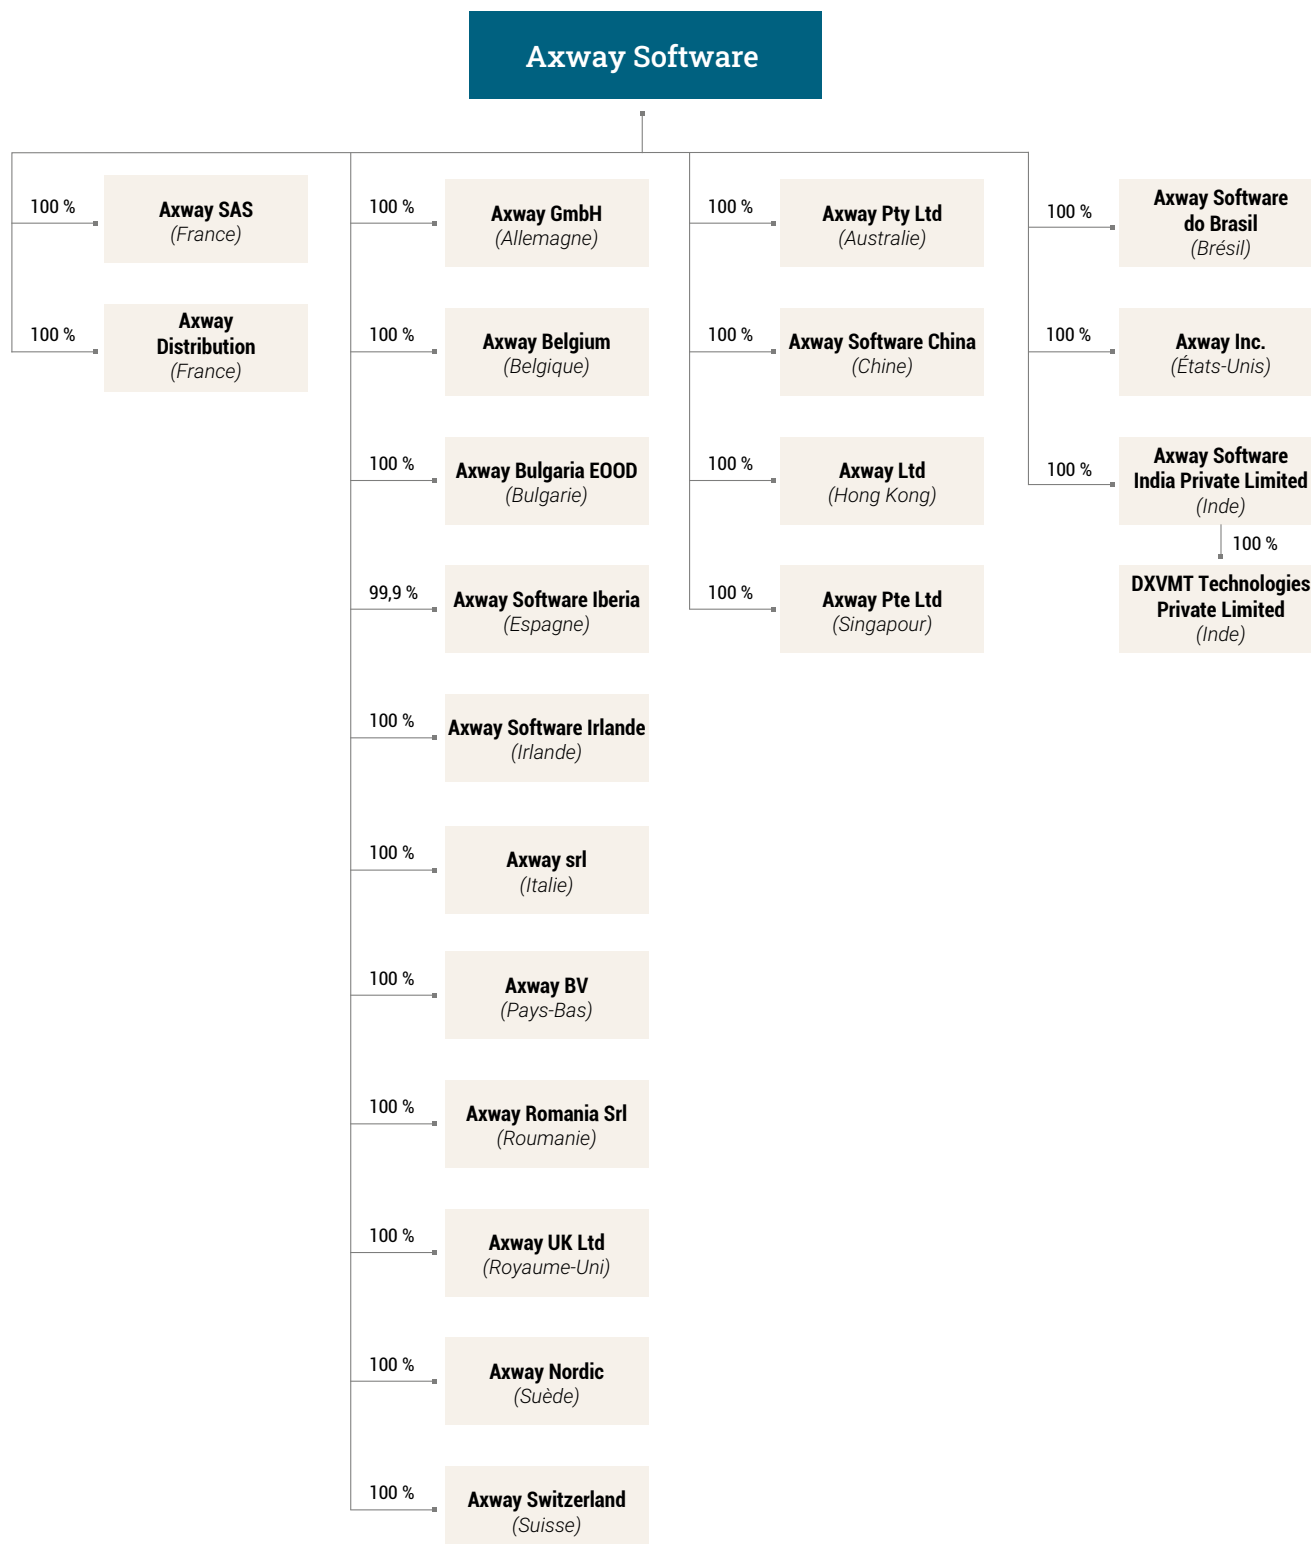 Axway Software
100 %
Axway SAS
(France)
100 %
Axway
Distribution
(France)
100 %
Axway GmbH
(Allemagne)
100 %
Axway Belgium
(Belgique)
100 %
Axway Bulgaria EOOD
(Bulgarie)
99,9 %
Axway Software Iberia
(Espagne)
100 %
Axway Software Irlande
(Irlande)
100 %
Axway srl
(Italie)
100 %
Axway BV
(Pays-Bas)
100 %
Axway Romania Srl
(Roumanie)
100 %
Axway UK Ltd
(Royaume-Uni)
100 %
Axway Nordic
(Suède)
100 %
Axway Switzerland
(Suisse)
100 %
Axway Pty Ltd
(Australie)
100 %
Axway Software China
(Chine)
100 %
Axway Ltd
(Hong Kong)
100 %
Axway Pte Ltd
(Singapour)
100 %
Axway Software
do Brasil
(Brésil)
100 %
Axway Inc.
(États-Unis)
100 %
Axway Software
India Private Limited
(Inde)
100 %
DXVMT Technologies
Private Limited
(Inde)